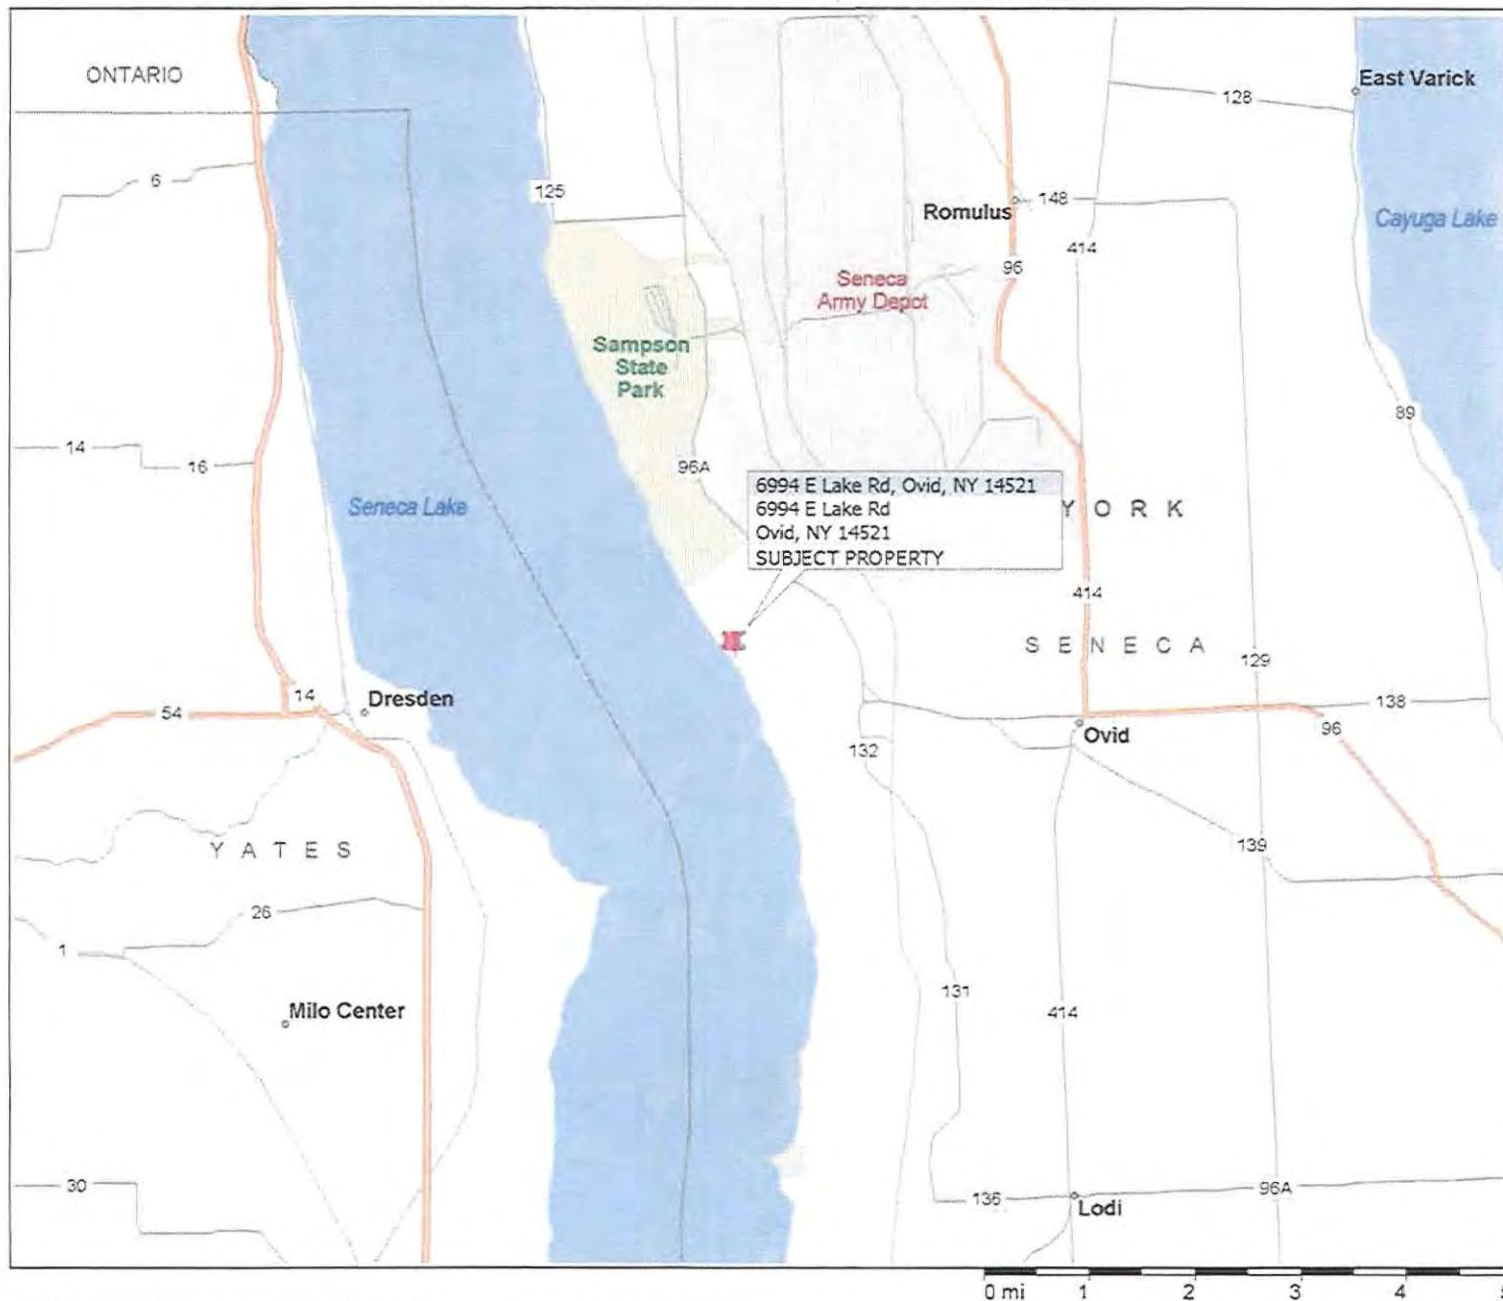 ONTARIO
East Varick
128
6
125
148
Romulus
Cayuga Lake
414
96
Seneca
Army Depot
Sampson
State
Park
89
14
16
96A
6994 E Lake Rd, Ovid, NY 14521
6994 E Lake Rd
Ovid, NY 14521
SUBJECT PROPERTY
Seneca Lake
YORK
414
SENECA
129
14
Dresden
54
138
96
Ovid
132
YATES
139
26
1
131
Milo Center
414
30
136
96A
Lodi
0 mi 1 2 3 4